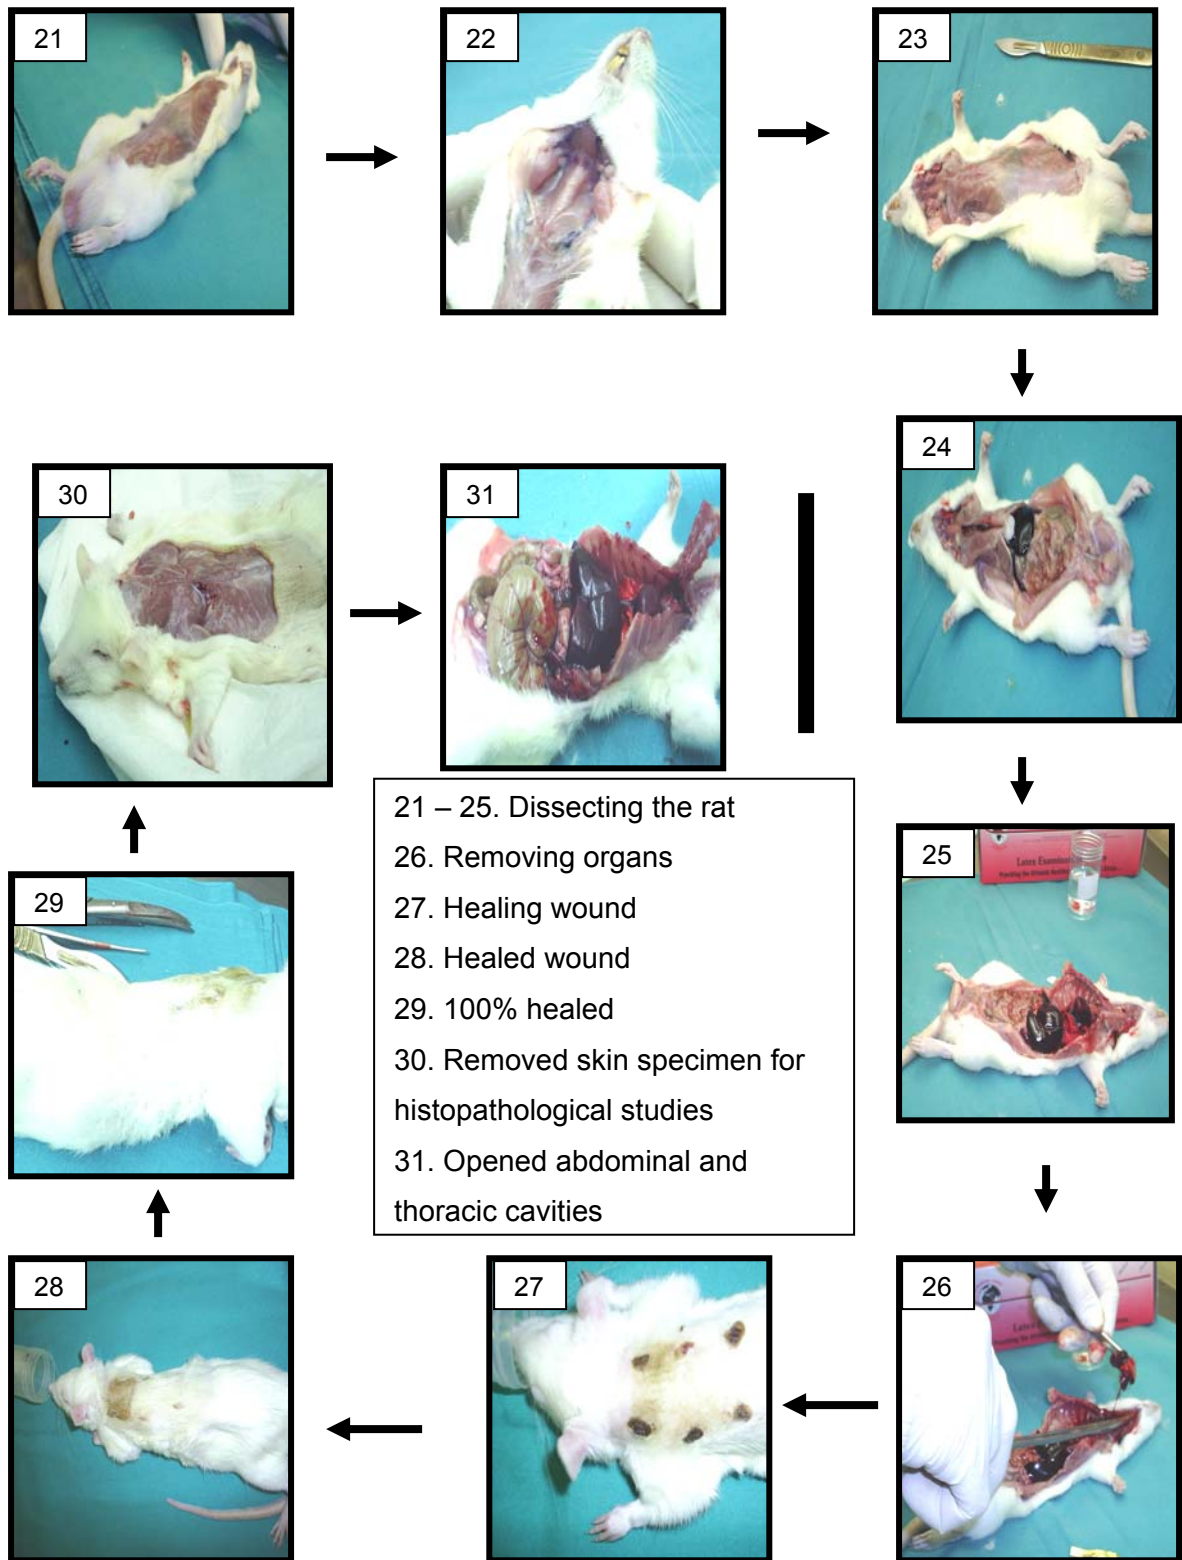 21
22
23
24
30
31
21 – 25. Dissecting the rat
26. Removing organs
27. Healing wound
28. Healed wound
29. 100% healed
30. Removed skin specimen for
histopathological studies
31. Opened abdominal and
thoracic cavities
25
Latex
29
28
27
26